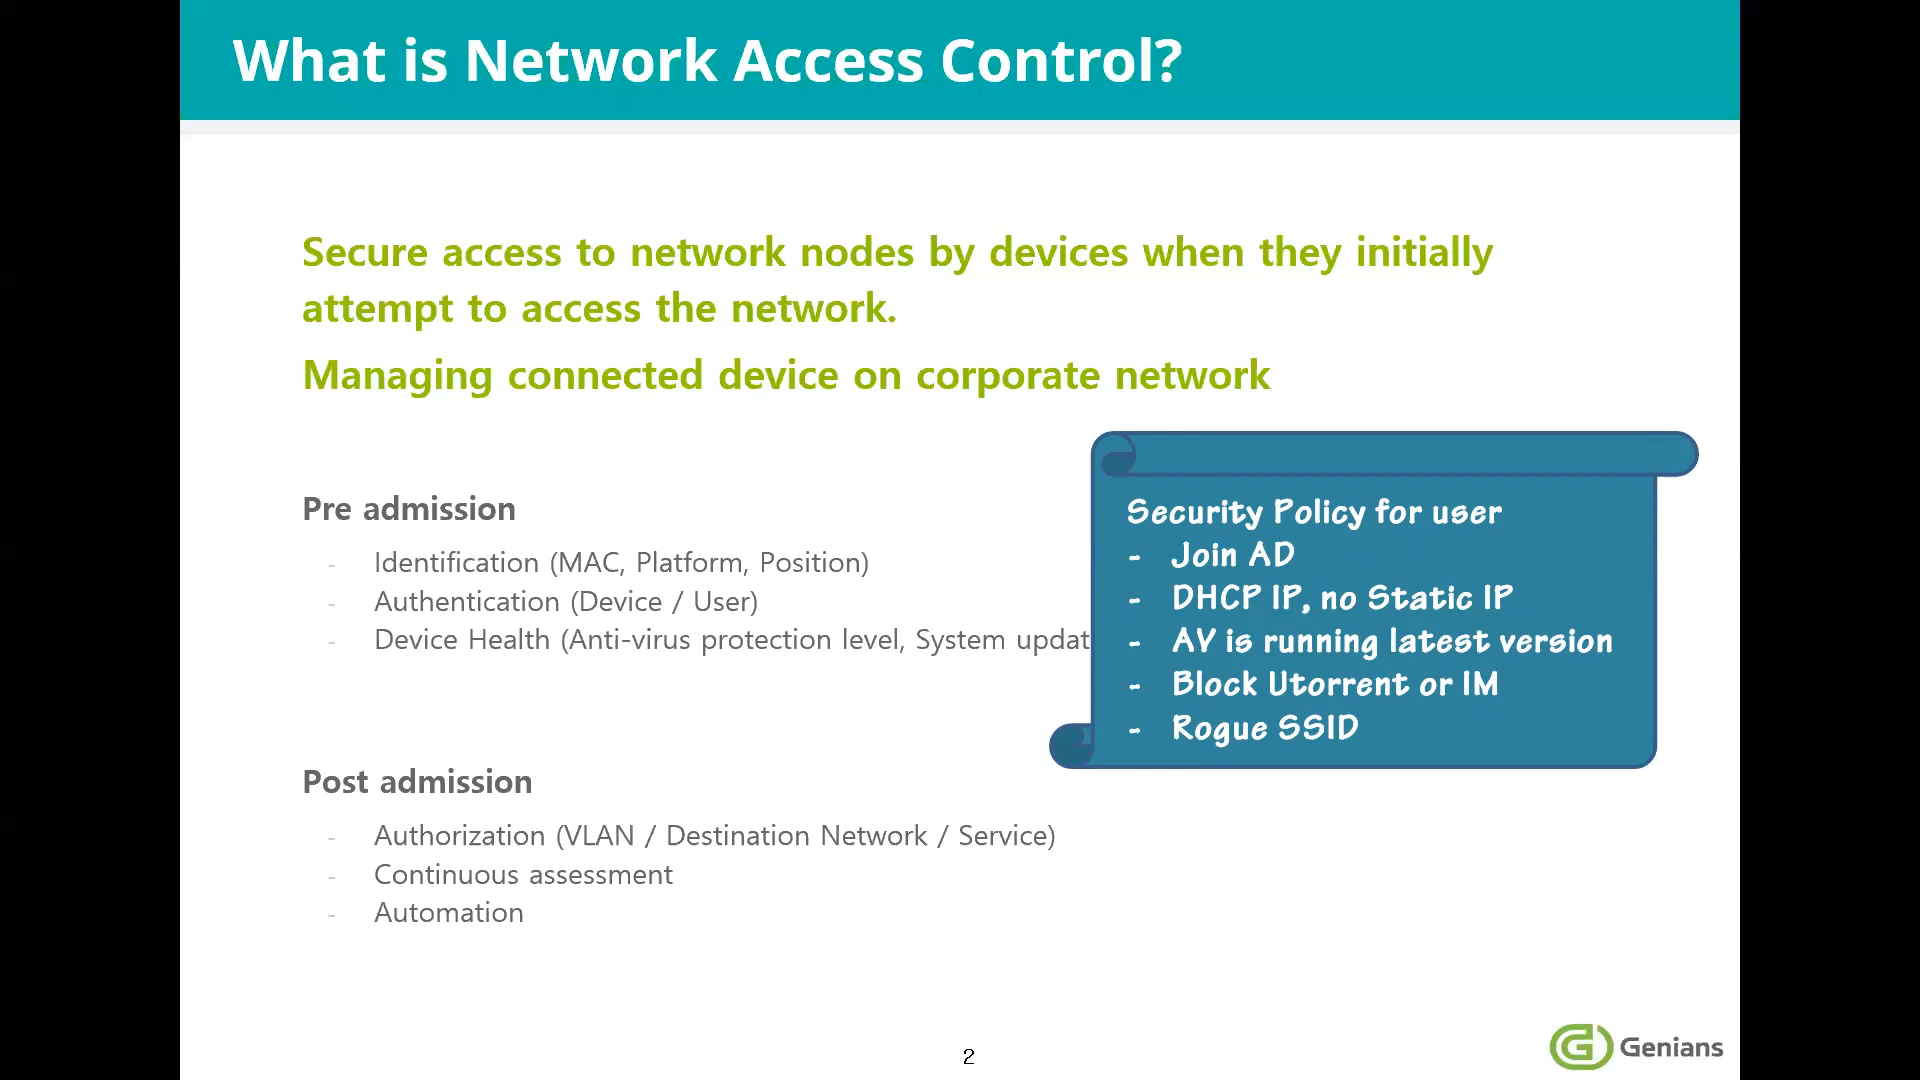 What is Network Access Control?
Secure access to network nodes by devices when they initially
attempt to access the network.
Managing connected device on corporate network
Pre admission
- Identification (MAC, Platform, Position)
- Authentication (Device / User)
- Device Health (Anti-virus protection level, System updat
Security Policy for user
- Join AD
- DHCP IP, no Static IP
- AV is running latest version
- Block Utorrent or IM
- Rogue SSID
Post admission
- Authorization (VLAN / Destination Network / Service)
- Continuous assessment
- Automation
2
Genians